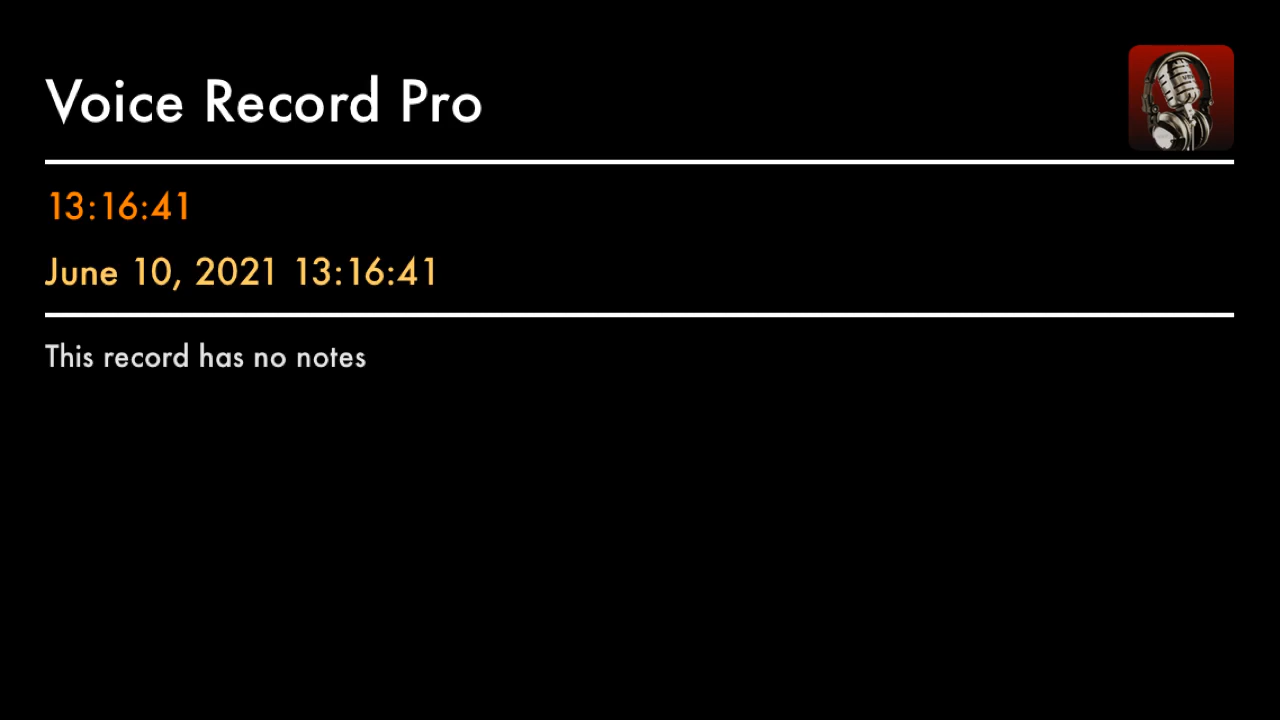 Voice Record Pro
13:16:41
June 10, 2021 13:16:41
This record has no notes